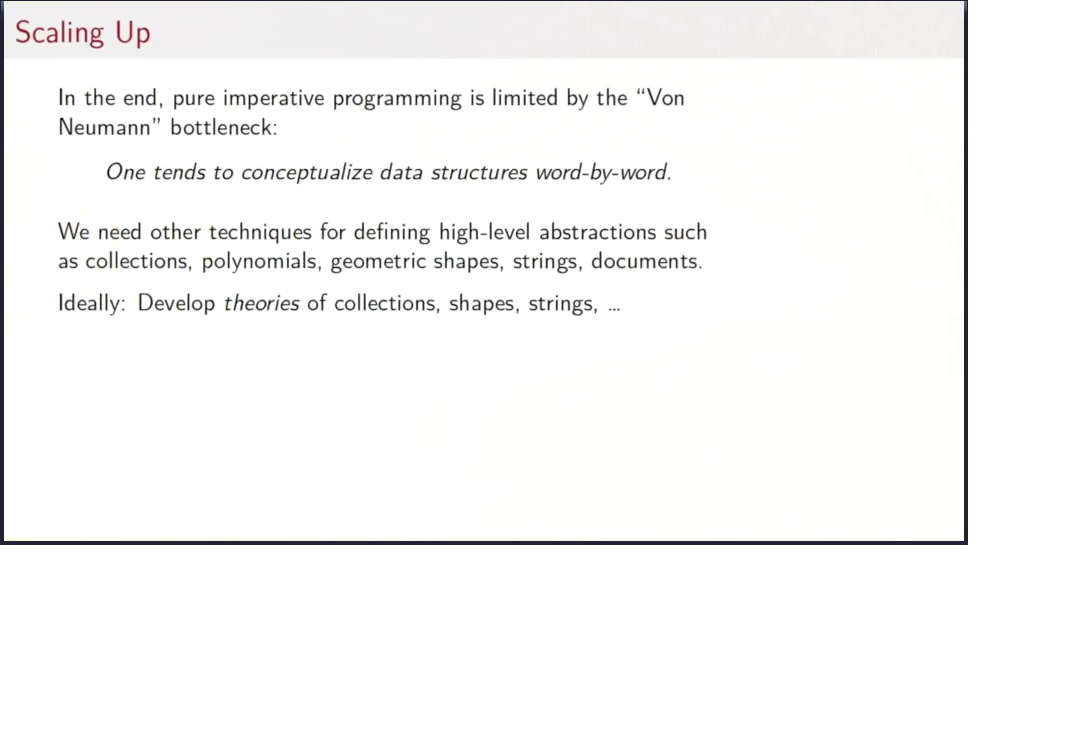 Scaling Up
In the end, pure imperative programming is limited by the “Von
Neumann” bottleneck:
One tends to conceptualize data structures word-by-word.
We need other techniques for defining high-level abstractions such
as collections, polynomials, geometric shapes, strings, documents.
Ideally: Develop theories of collections, shapes, strings, ...